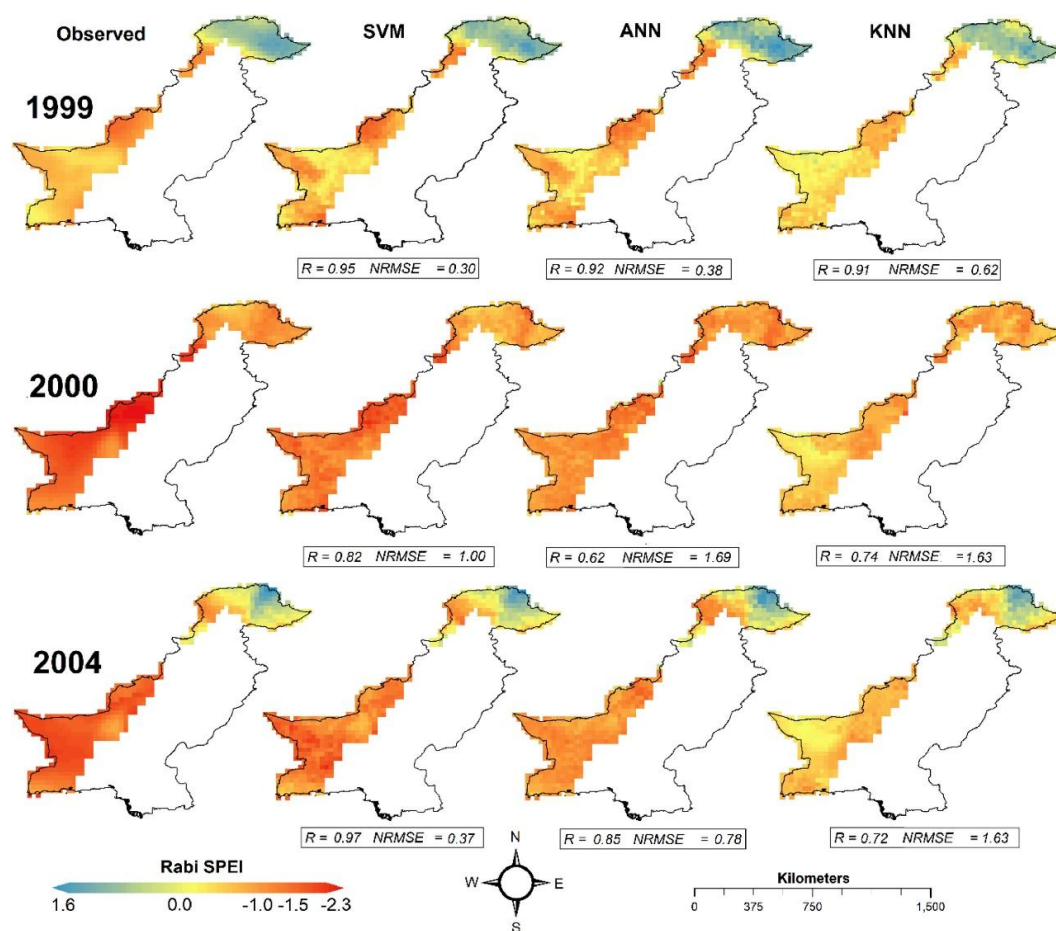 Observed SVM ANN KNN
1999
R = 0.95 NRMSE = 0.30
R = 0.92 NRMSE = 0.38
R = 0.91 NRMSE = 0.62
2000
R = 0.82 NRMSE = 1.00
R = 0.62 NRMSE = 1.69
R = 0.74 NRMSE =1.63
2004
R = 0.97 NRMSE = 0.37
R = 0.85 NRMSE = 0.78
R = 0.72 NRMSE = 1.63
Rabi SPEI
1.6 0.0 -1.0 -1.5 -2.3
N
W E
S
Kilometers
0 375 750 1,500